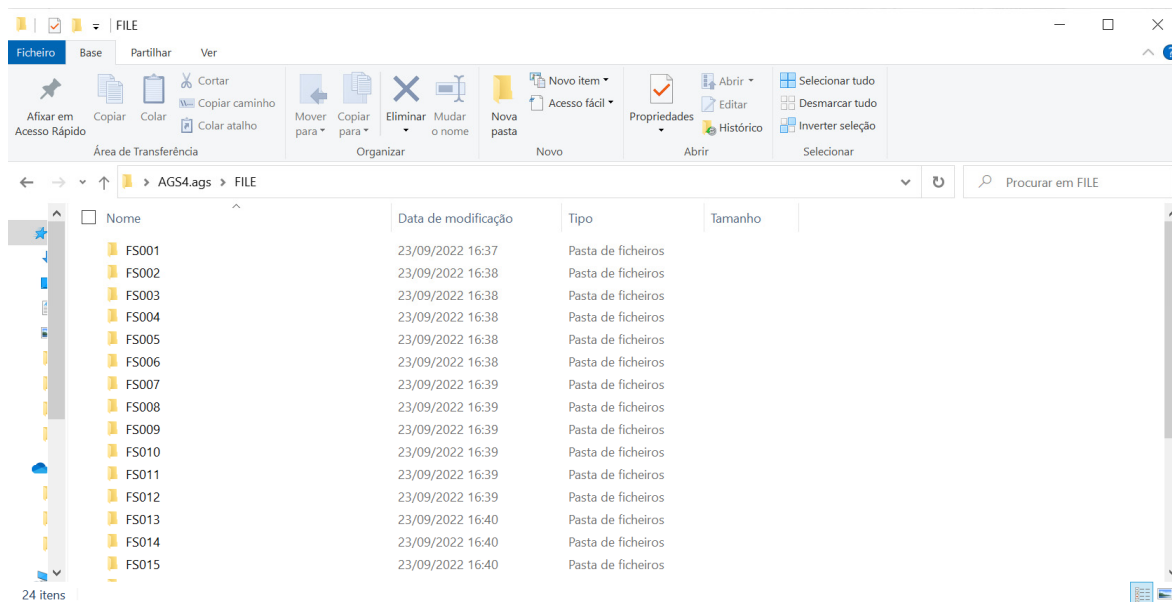 FILE
Ficheiro Base Partilhar Ver
Afixar em Acesso Rápido
Copiar
Colar
Cortar
Copiar caminho
Colar atalho
Área de Transferência
Mover para
Copiar para
Eliminar
Mudar o nome
Organizar
Nova pasta
Novo item
Acesso fácil
Novo
Propriedades
Abrir
Editar
Histórico
Abrir
Selecionar tudo
Desmarcar tudo
Inverter seleção
Selecionar
AGS4.ags > FILE
Procurar em FILE
Nome Data de modificação Tipo Tamanho
FS001 23/09/2022 16:37 Pasta de ficheiros
FS002 23/09/2022 16:38 Pasta de ficheiros
FS003 23/09/2022 16:38 Pasta de ficheiros
FS004 23/09/2022 16:38 Pasta de ficheiros
FS005 23/09/2022 16:38 Pasta de ficheiros
FS006 23/09/2022 16:38 Pasta de ficheiros
FS007 23/09/2022 16:39 Pasta de ficheiros
FS008 23/09/2022 16:39 Pasta de ficheiros
FS009 23/09/2022 16:39 Pasta de ficheiros
FS010 23/09/2022 16:39 Pasta de ficheiros
FS011 23/09/2022 16:39 Pasta de ficheiros
FS012 23/09/2022 16:39 Pasta de ficheiros
FS013 23/09/2022 16:40 Pasta de ficheiros
FS014 23/09/2022 16:40 Pasta de ficheiros
FS015 23/09/2022 16:40 Pasta de ficheiros
24 itens